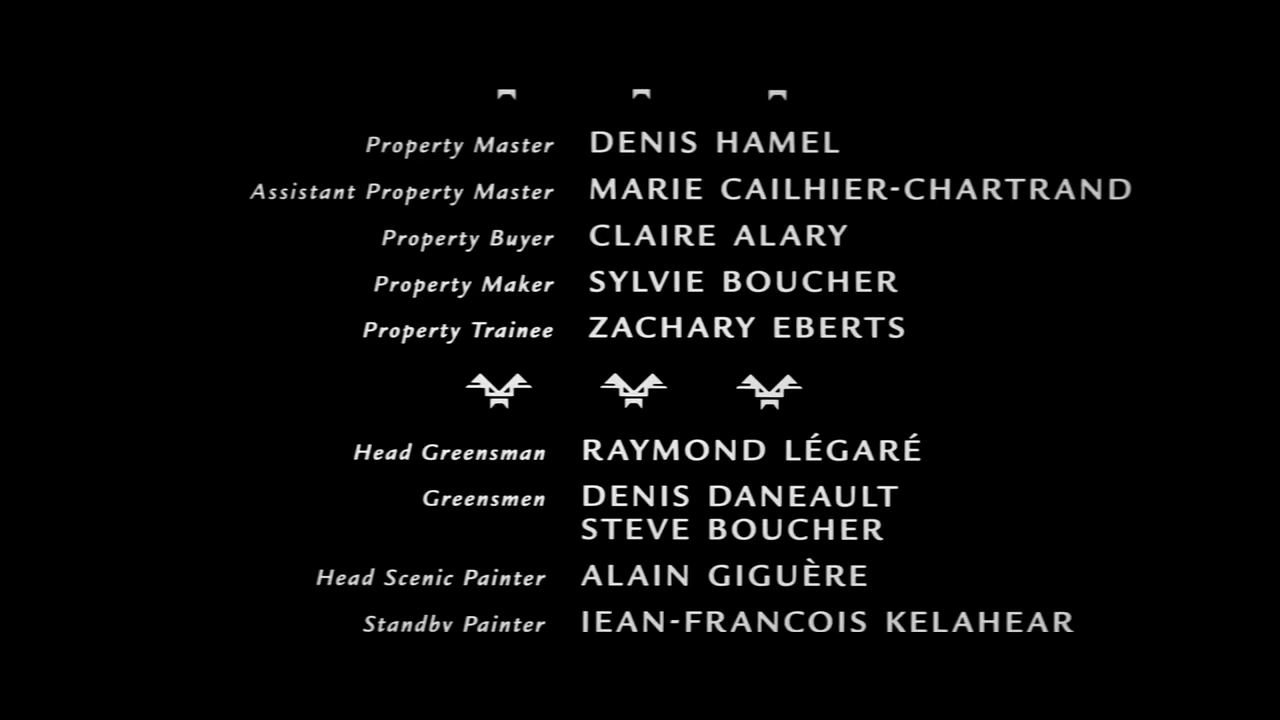 Property Master DENIS HAMEL
Assistant Property Master MARIE CAILHIER-CHARTRAND
Property Buyer CLAIRE ALARY
Property Maker SYLVIE BOUCHER
Property Trainee ZACHARY EBERTS
Head Greensman RAYMOND LÉGARÉ
Greensmen DENIS DANEAULT
STEVE BOUCHER
Head Scenic Painter ALAIN GIGUÈRE
Standby Painter JEAN-FRANCOIS KELAHEAR